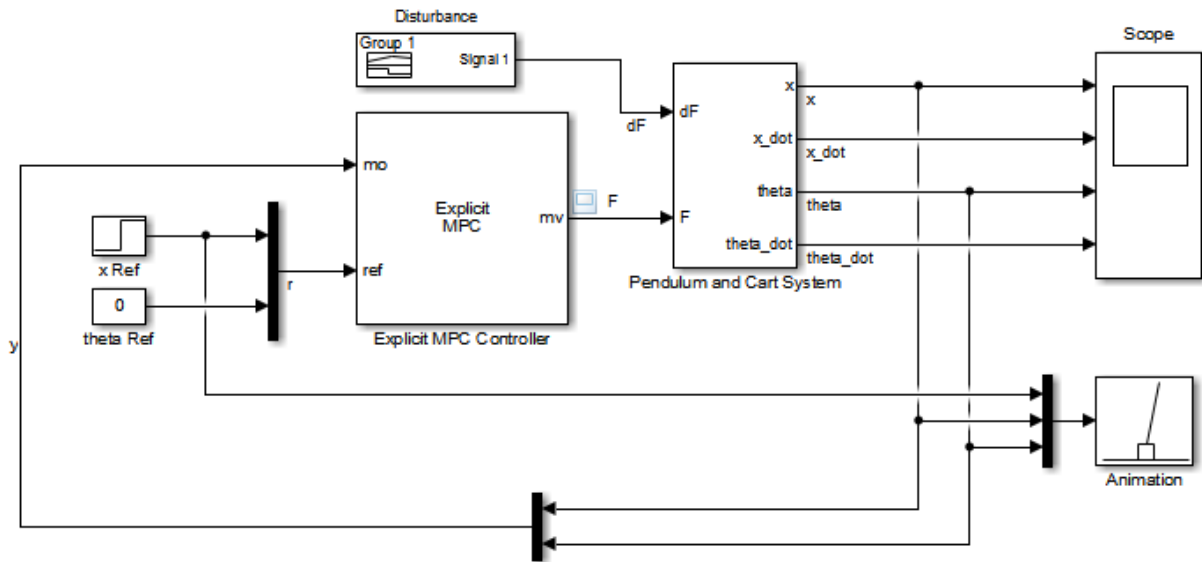 Disturbance
Group 1
Signal 1
Scope
dF
dF
x
x
x_dot
x_dot
theta
theta
theta_dot
theta_dot
F
F
Pendulum and Cart System
mo
Explicit
MPC
mv
ref
Explicit MPC Controller
x Ref
0
theta Ref
r
y
Animation